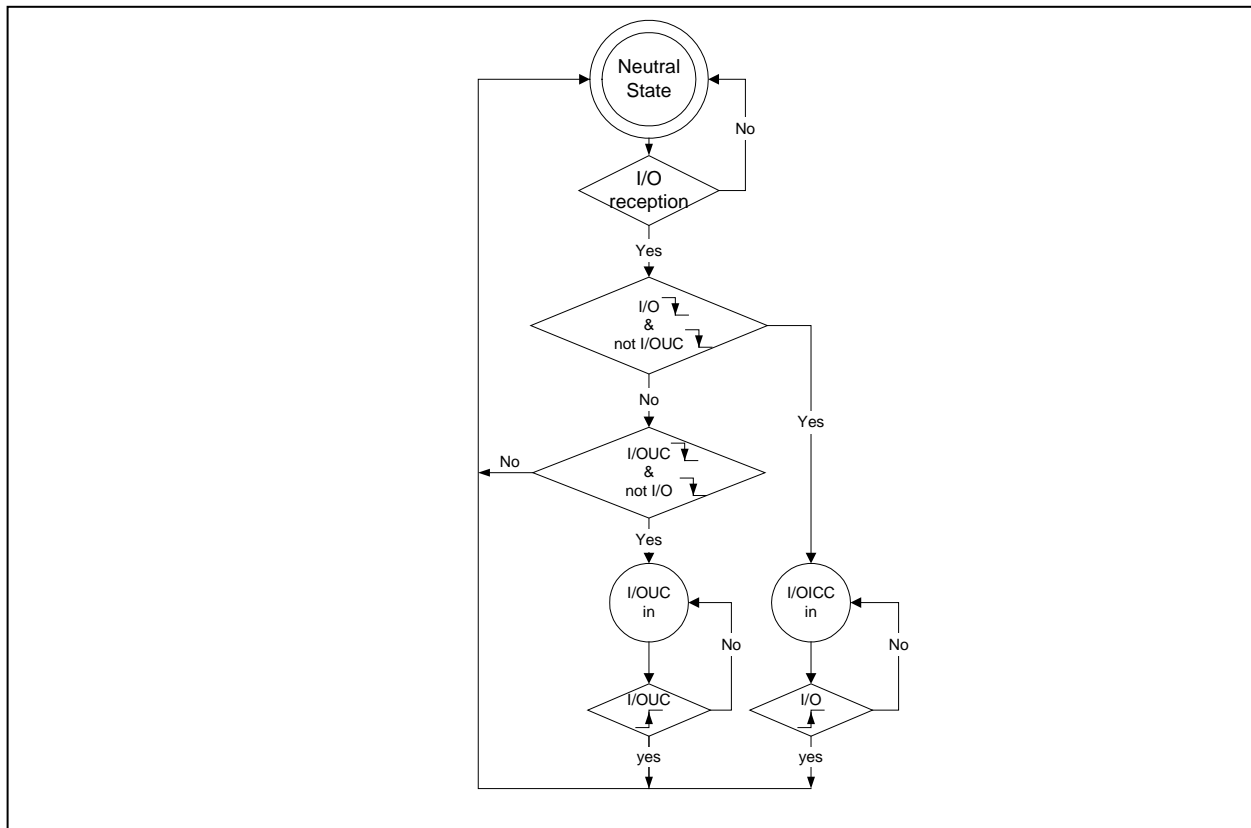 Neutral
State
No
I/O
reception
Yes
I/O
&
not I/OUC
No
Yes
I/OUC
&
not I/O
No
Yes
I/OUC
in
I/OICC
in
No
No
I/OUC
I/O
yes
yes